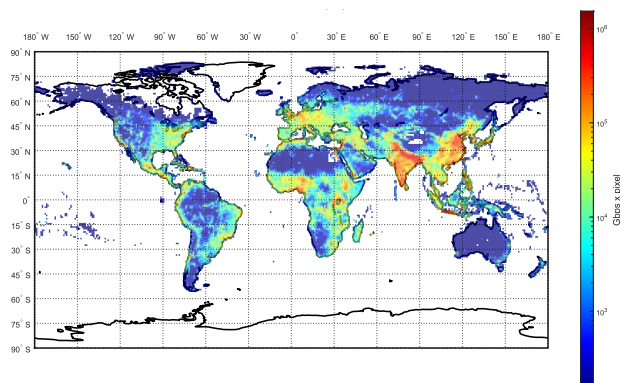 180° W 150° W 120° W 90° W 60° W 30° W 0° 30° E 60° E 90° E 120° E 150° E 180° E
90° N
75° N
60° N
45° N
30° N
15° N
0°
15° S
30° S
45° S
60° S
75° S
90° S
10⁶
10⁵
10⁴
10³
Gbps x pixel